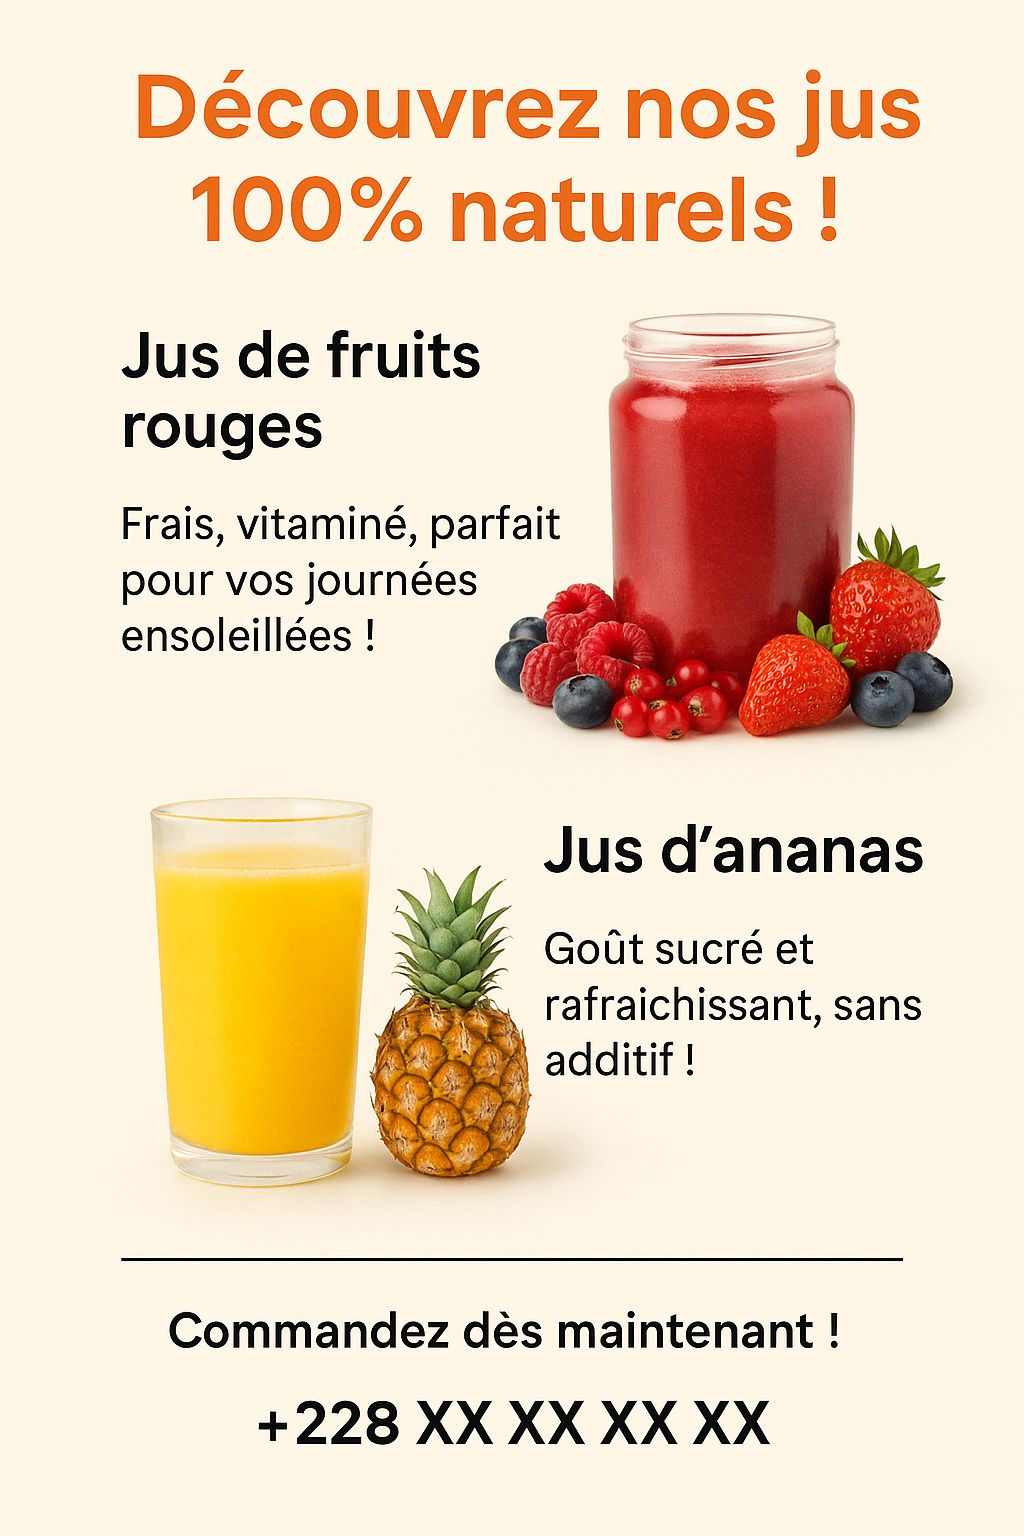 Découvrez nos jus
100% naturels !
Jus de fruits
rouges
Frais, vitaminé, parfait
pour vos journées
ensoleillées !
Jus d’ananas
Goût sucré et
rafraichissant, sans
additif !
Commandez dès maintenant !
+228 XX XX XX XX